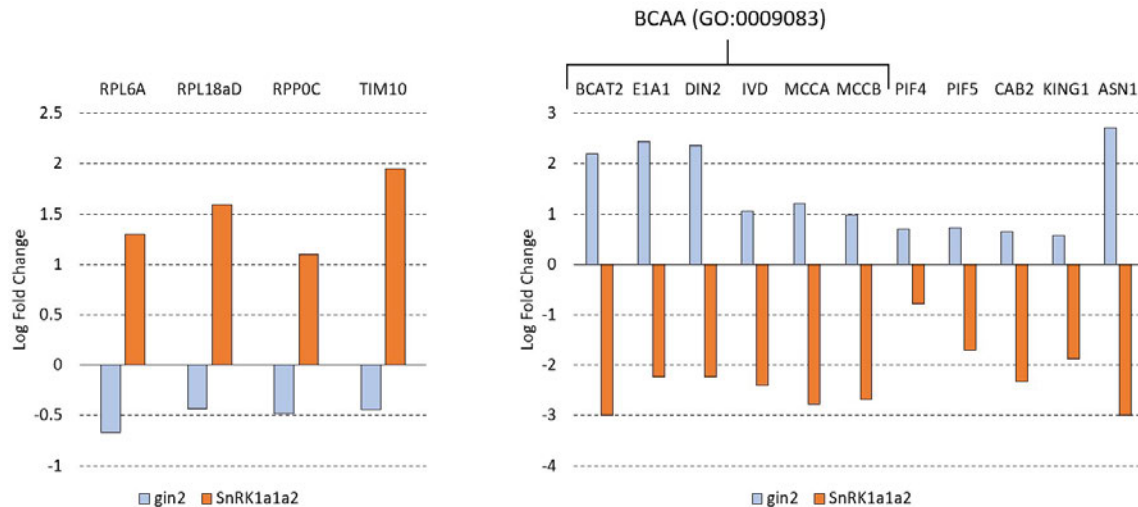 BCAA (GO:0009083)
RPL6A RPL18aD RPP0C TIM10
2.5
2
1.5
1
0.5
0
-0.5
-1
Log Fold Change
gin2 SnRK1a1a2
BCAT2 E1A1 DIN2 IVD MCCA MCCB PIF4 PIF5 CAB2 KING1 ASN1
3
2
1
0
-1
-2
-3
-4
Log Fold Change
gin2 SnRK1a1a2